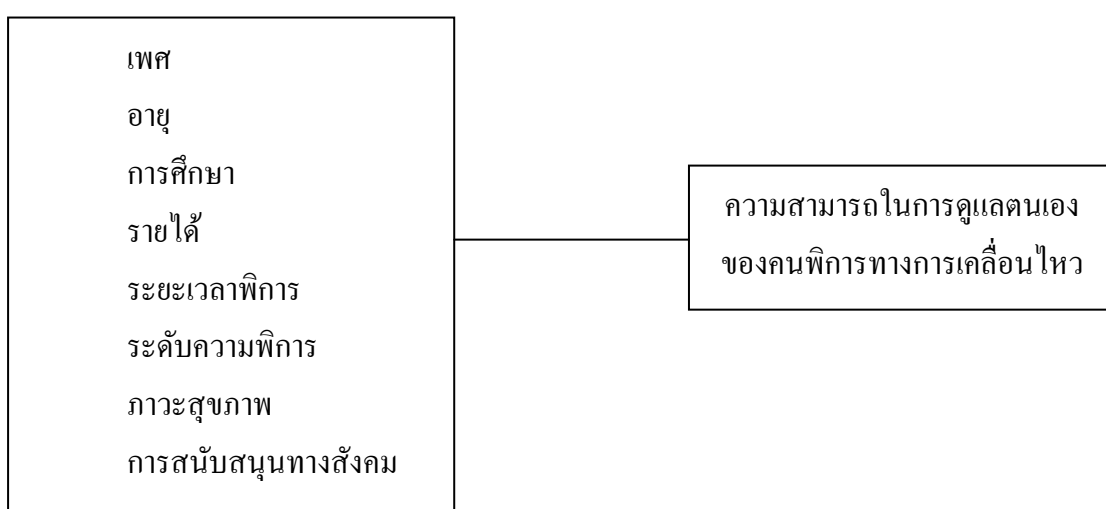 เพศ
อายุ
การศึกษา
รายได้
ระยะเวลาพิการ
ระดับความพิการ
ภาวะสุขภาพ
การสนับสนุนทางสังคม
ความสามารถในการดูแลตนเอง
ของคนพิการทางการเคลื่อนไหว